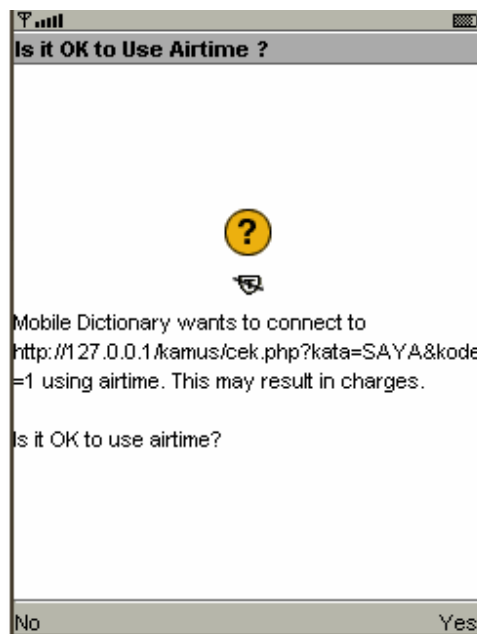 Is it OK to Use Airtime ?
?
Mobile Dictionary wants to connect to
http://127.0.0.1/kamus/cek.php?kata=SAYA&kode
=1 using airtime. This may result in charges.
Is it OK to use airtime?
No Yes